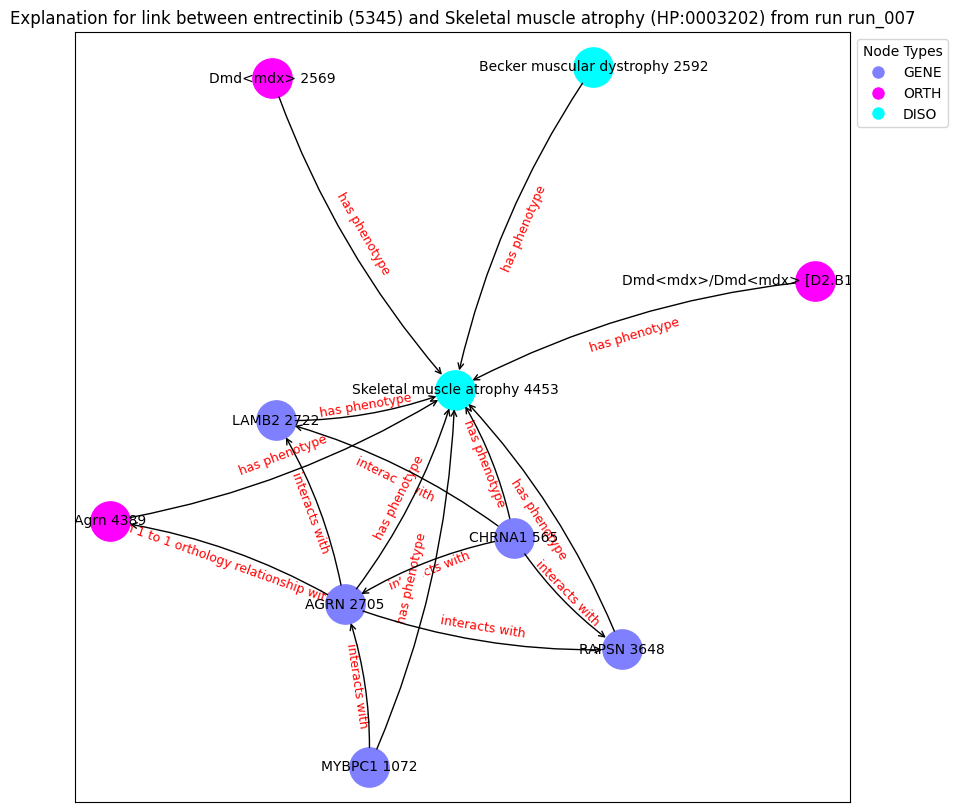 Explanation for link between entrectinib (5345) and Skeletal muscle atrophy (HP:0003202) from run run_007
Node Types
GENE
ORTH
DISO
Dmd<mdx> 2569
Becker muscular dystrophy 2592
has phenotype
has phenotype
Dmd<mdx>/Dmd<mdx> [D2.B1
has phenotype
Skeletal muscle atrophy 4453
has phenotype
LAMB2 2722
has phenotype
interac ith
has phenotype
has phenotype
has phenotype
interacts with
Agrn 4389
1 to 1 orthology relationship wit
CHRNA1 565
in cts with
has phenotype
interacts with
AGRN 2705
interacts with
RAPSN 3648
interacts with
MYBPC1 1072